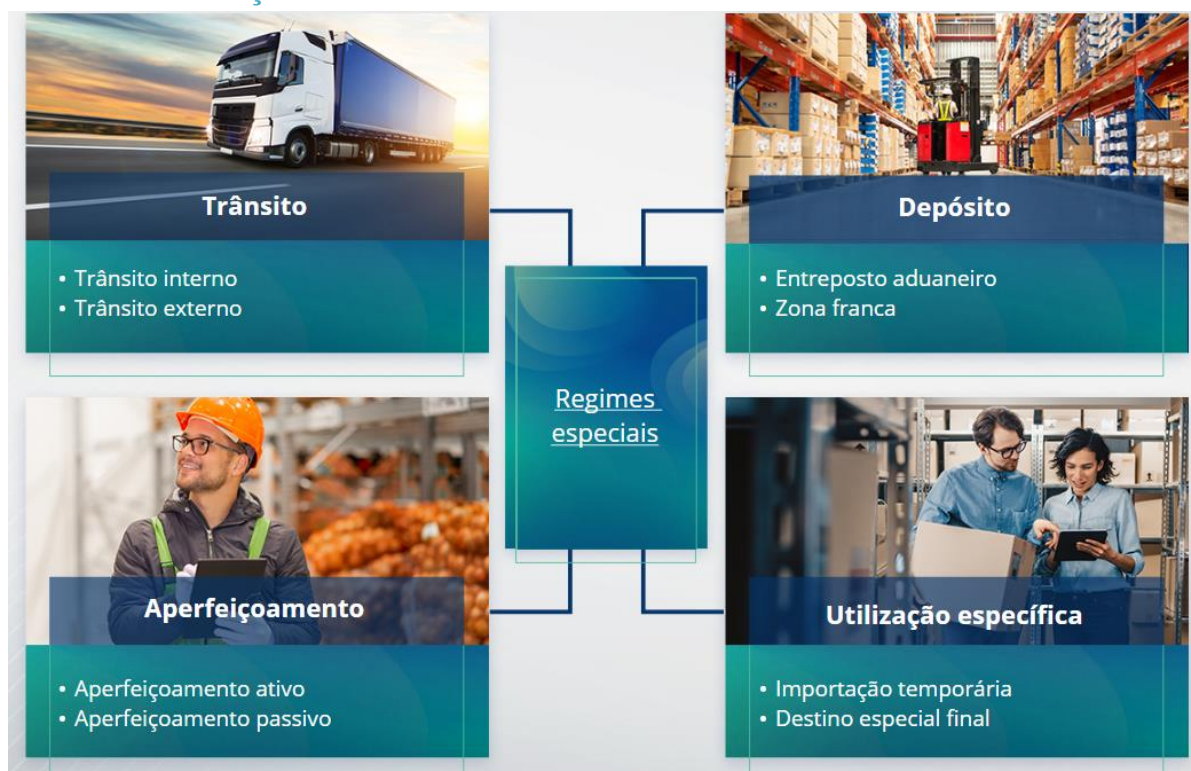 Trânsito
• Trânsito interno
• Trânsito externo
Depósito
• Entreposto aduaneiro
• Zona franca
Regimes
especiais
Aperfeiçoamento
• Aperfeiçoamento ativo
• Aperfeiçoamento passivo
Utilização específica
• Importação temporária
• Destino especial final